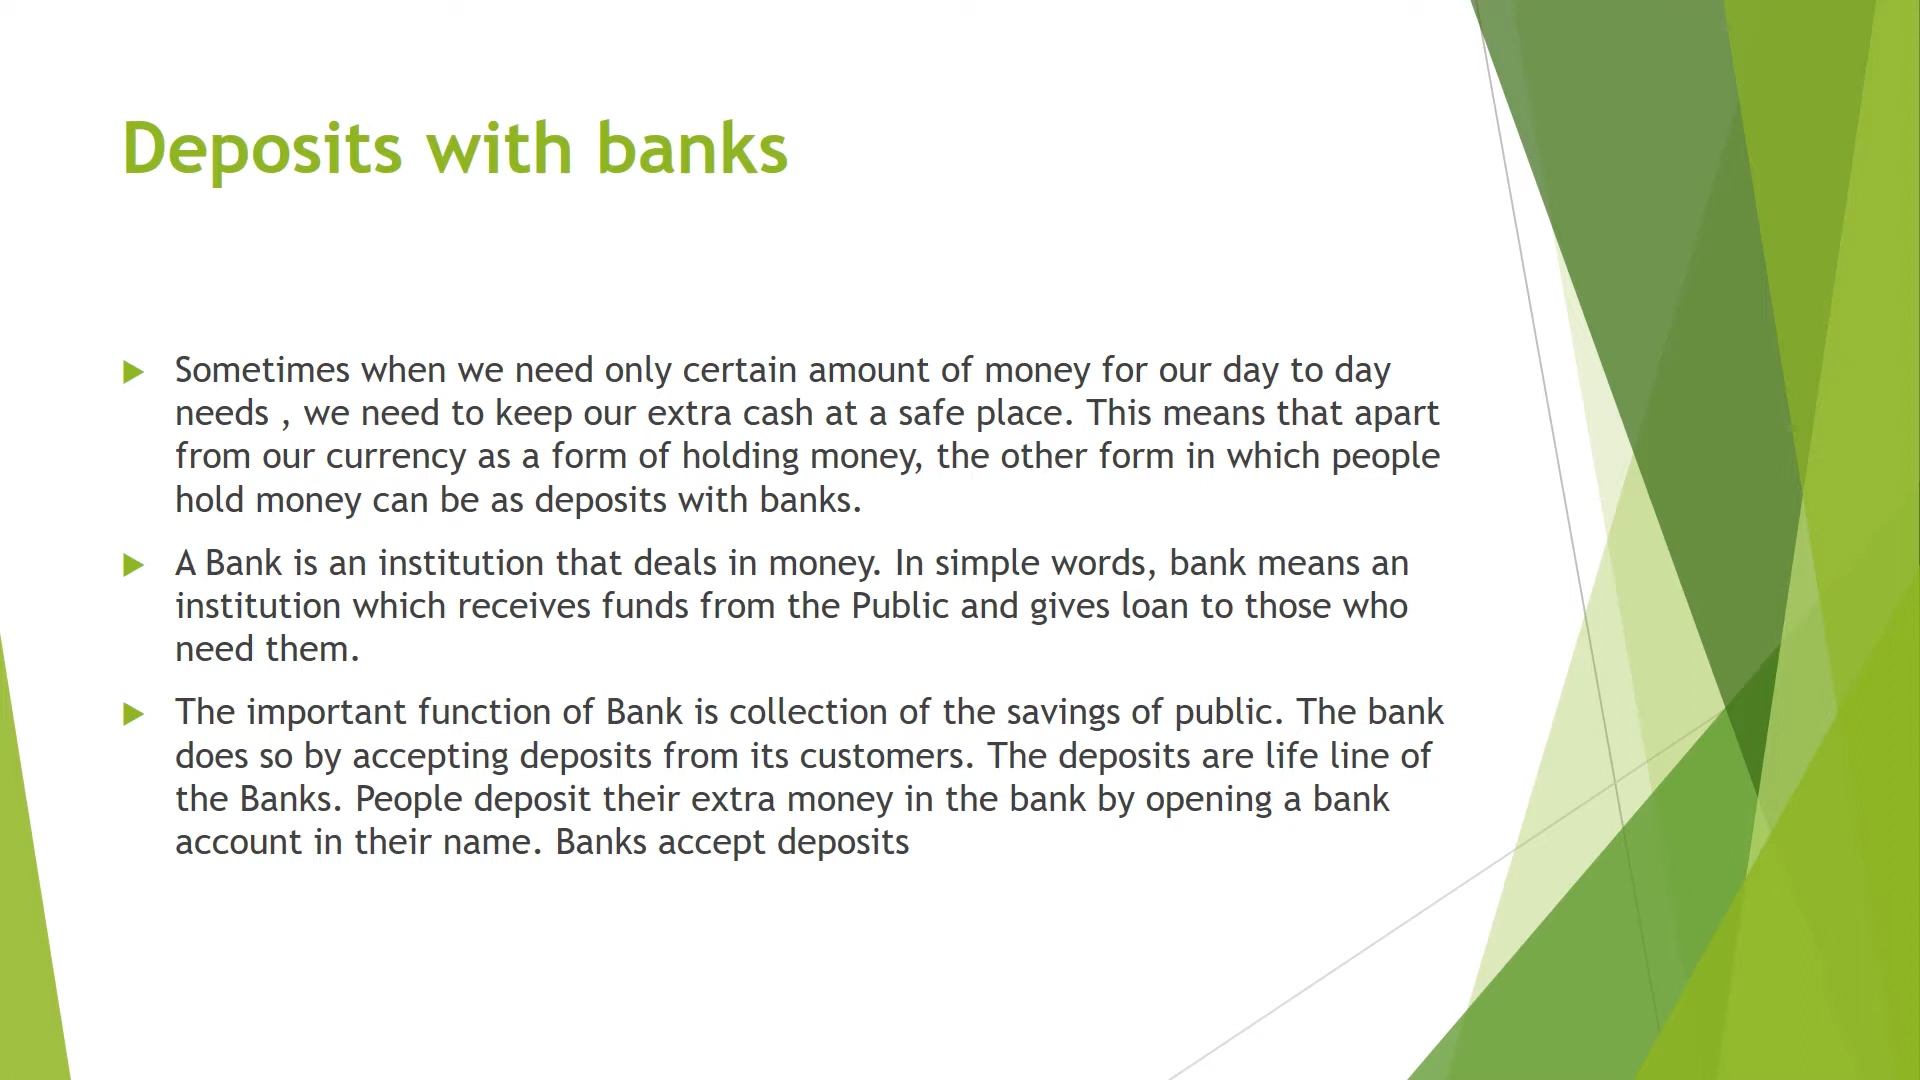 Deposits with banks
Sometimes when we need only certain amount of money for our day to day
needs , we need to keep our extra cash at a safe place. This means that apart
from our currency as a form of holding money, the other form in which people
hold money can be as deposits with banks.
A Bank is an institution that deals in money. In simple words, bank means an
institution which receives funds from the Public and gives loan to those who
need them.
The important function of Bank is collection of the savings of public. The bank
does so by accepting deposits from its customers. The deposits are life line of
the Banks. People deposit their extra money in the bank by opening a bank
account in their name. Banks accept deposits